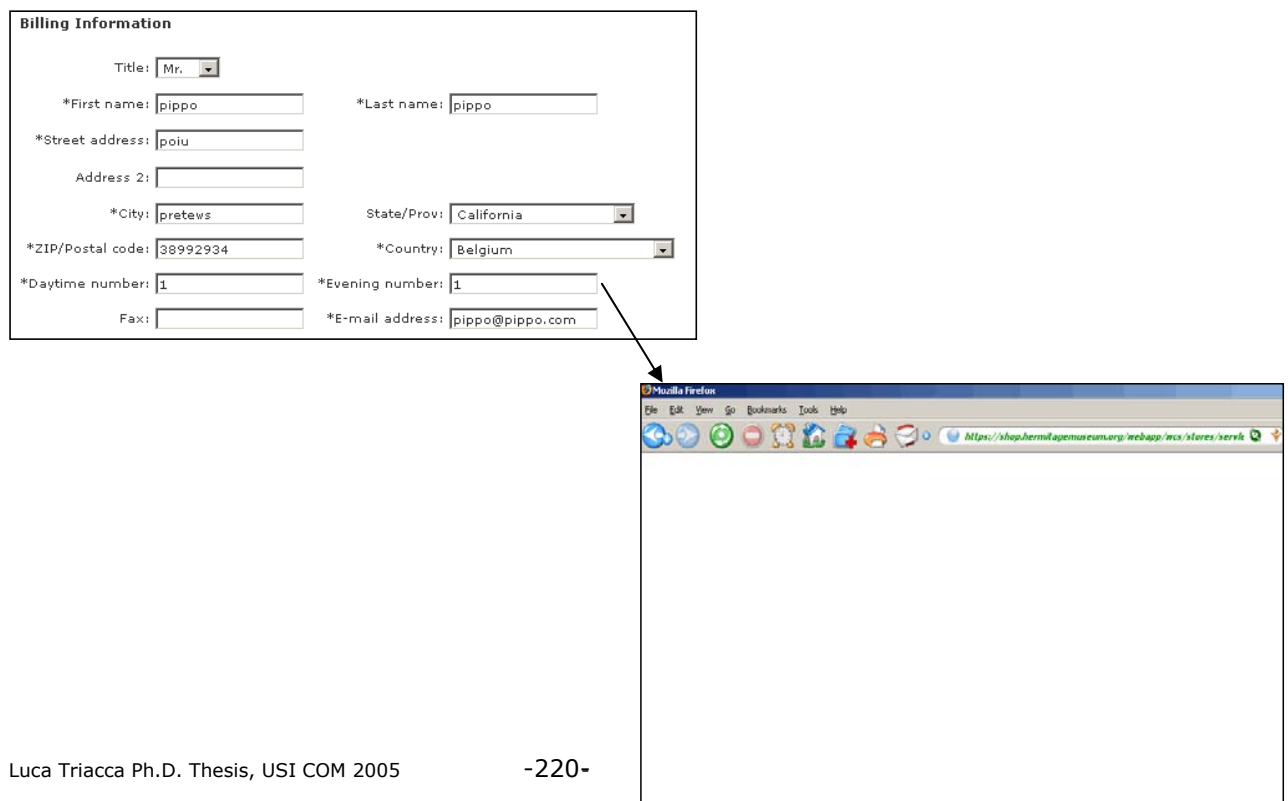 Billing Information
Title: Mr.
*First name: pippo *Last name: pippo
*Street address: poiu
Address 2:
*City: pretews State/Prov: California
*ZIP/Postal code: 38992934 *Country: Belgium
*Daytime number: 1 *Evening number: 1
Fax: *E-mail address: pippo@pippo.com
Mozilla Firefox
File Edit View Go Bookmarks Tools Help
https://shop.hermitagemuseum.org/webapp/wcs/stores/servle
Luca Triacca Ph.D. Thesis, USI COM 2005 -220-